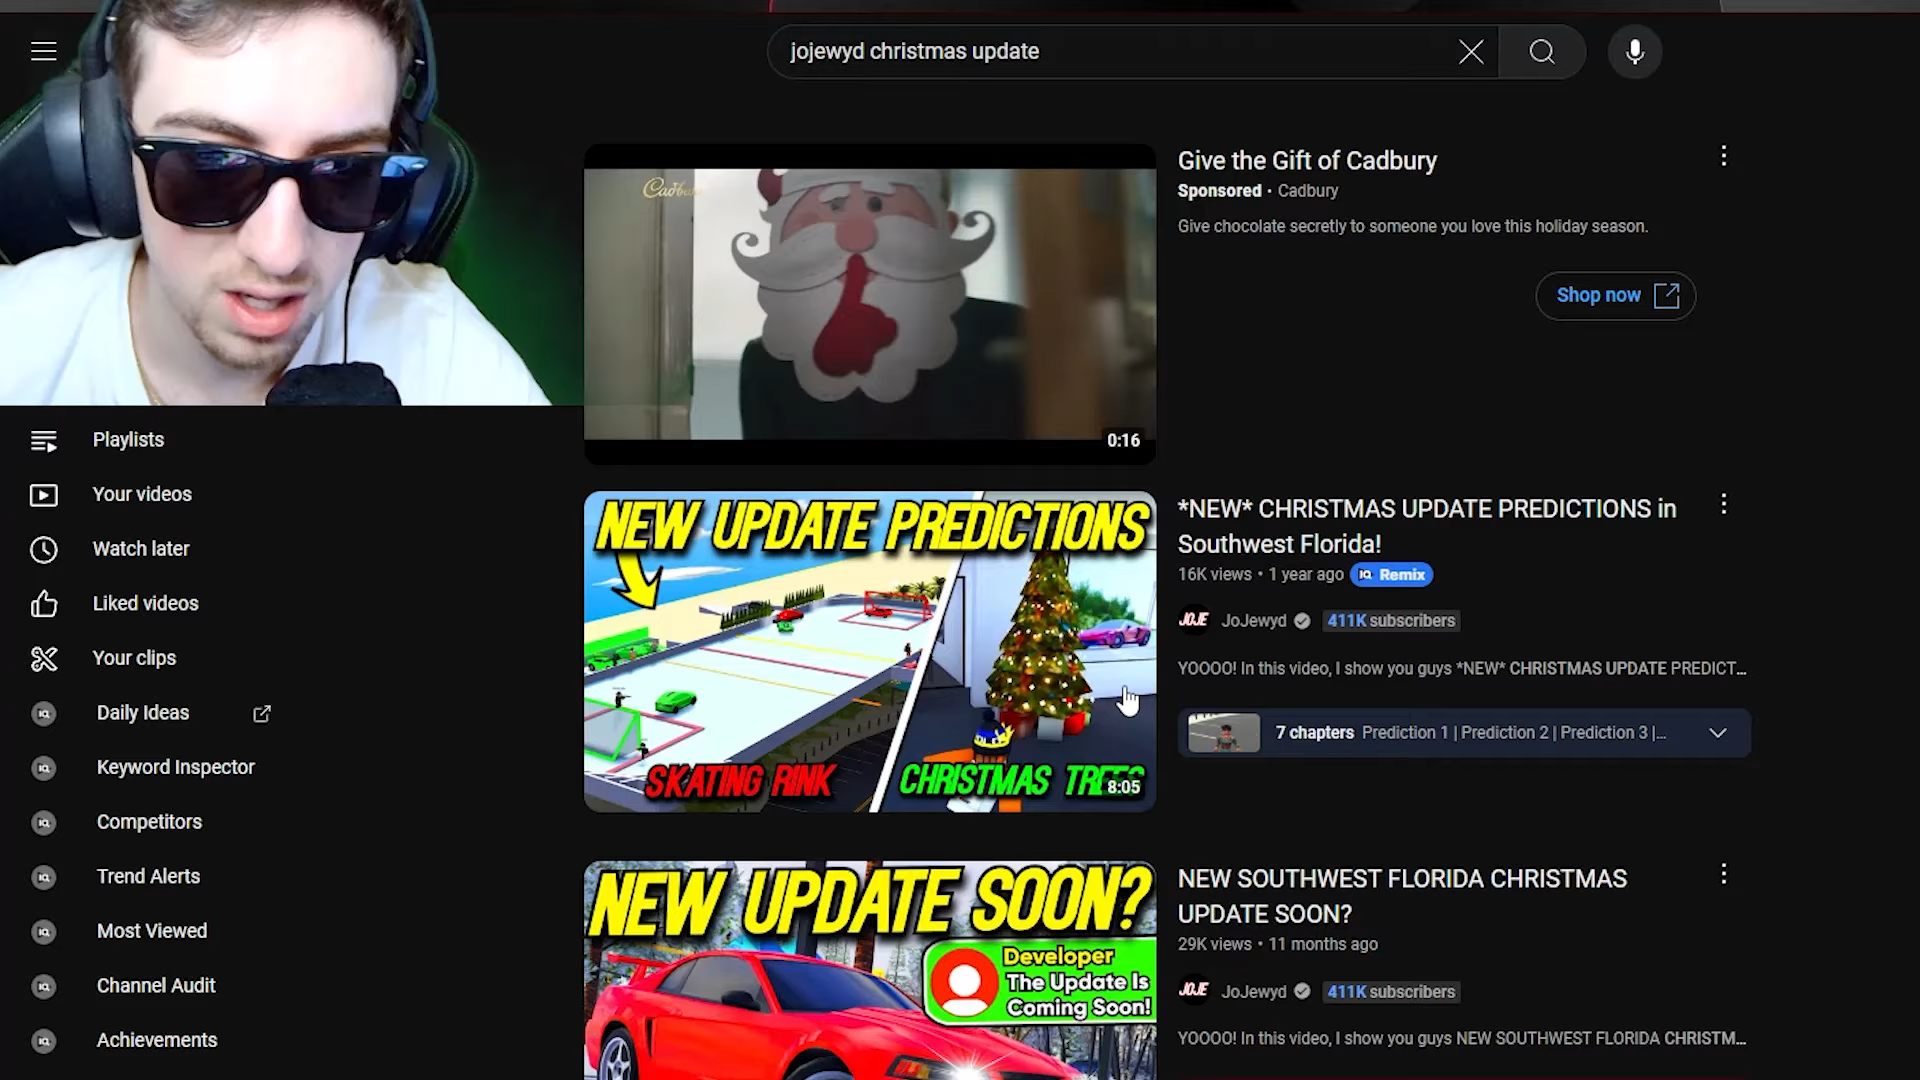 jojewyd christmas update
Give the Gift of Cadbury
Sponsored • Cadbury
Give chocolate secretly to someone you love this holiday season.
Shop now
0:16
Playlists
Your videos
Watch later
Liked videos
Your clips
Daily Ideas
Keyword Inspector
Competitors
Trend Alerts
Most Viewed
Channel Audit
Achievements
NEW UPDATE PREDICTIONS
SKATING RINK
CHRISTMAS TREES
8:05
*NEW* CHRISTMAS UPDATE PREDICTIONS in
Southwest Florida!
16K views • 1 year ago IQ Remix
JOJE JoJewyd 411K subscribers
YOOOO! In this video, I show you guys *NEW* CHRISTMAS UPDATE PREDICT...
7 chapters Prediction 1 | Prediction 2 | Prediction 3 |...
NEW UPDATE SOON?
Developer
The Update Is
Coming Soon!
NEW SOUTHWEST FLORIDA CHRISTMAS
UPDATE SOON?
29K views • 11 months ago
JOJE JoJewyd 411K subscribers
YOOOO! In this video, I show you guys NEW SOUTHWEST FLORIDA CHRISTM...